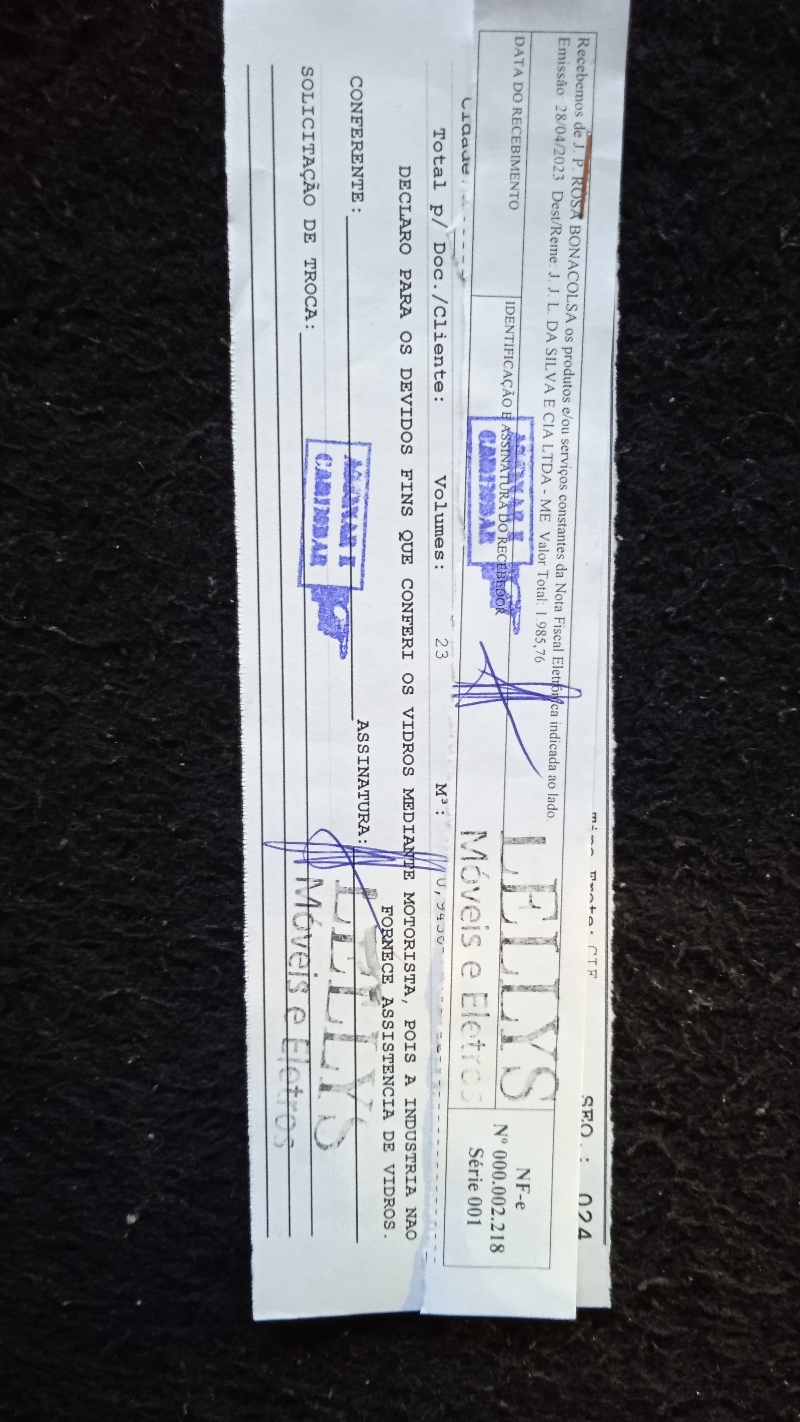 SEQ.: 024
Recebemos de J. P. ROSA BONACOLSA os produtos e/ou serviços constantes da Nota Fiscal Eletrônica indicada ao lado.
Emissão 28/04/2023 Dest/Reme: J. J. L. DA SILVA E CIA LTDA - ME Valor Total: 1 985,76
DATA DO RECEBIMENTO
IDENTIFICAÇÃO E ASSINATURA DO RECEBEDOR
LELLYS
Móveis e Eletros
NF-e
Nº 000.002.218
Série 001
Cidade:
Total p/ Doc./Cliente: Volumes: 23 M³:
DECLARO PARA OS DEVIDOS FINS QUE CONFERI OS VIDROS MEDIANTE MOTORISTA, POIS A INDUSTRIA NAO
FORNECE ASSISTENCIA DE VIDROS.
CONFERENTE: ASSINATURA:
SOLICITAÇÃO DE TROCA:
LELLYS
Móveis e Eletros